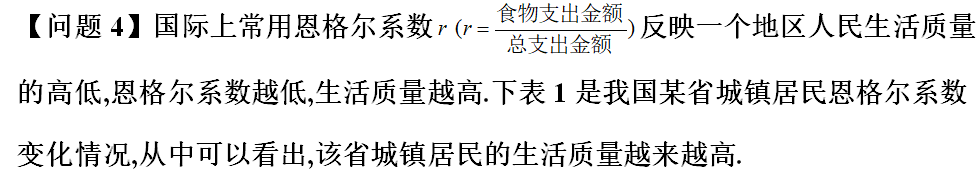 【问题 4】国际上常用恩格尔系数 r (r = 食物支出金额 / 总支出金额) 反映一个地区人民生活质量
的高低,恩格尔系数越低,生活质量越高.下表 1 是我国某省城镇居民恩格尔系数
变化情况,从中可以看出,该省城镇居民的生活质量越来越高.